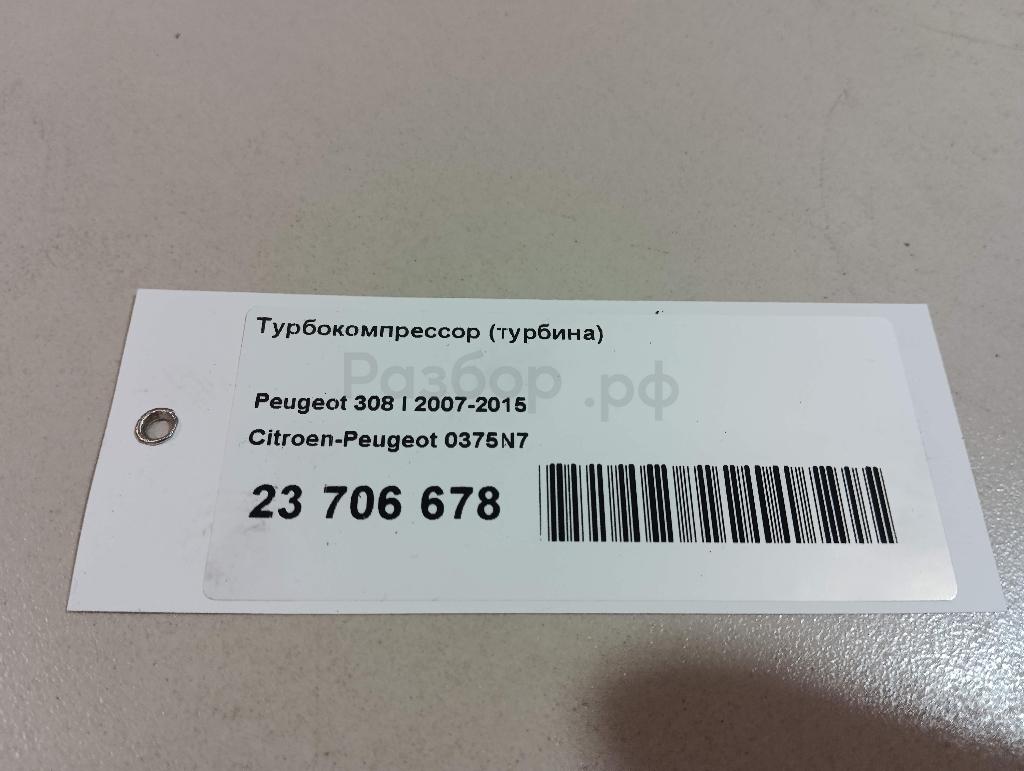 Турбокомпрессор (турбина)
Разбор.рф
Peugeot 308 I 2007-2015
Citroen-Peugeot 0375N7
23 706 678